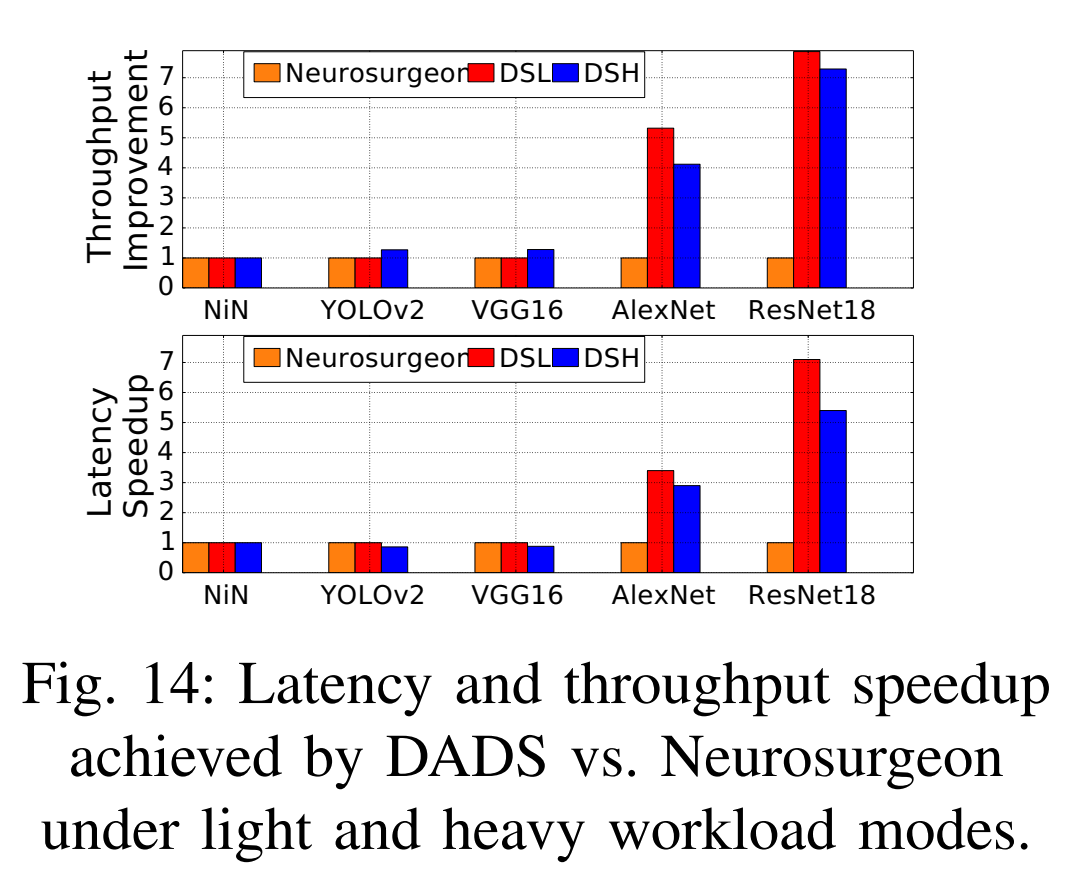 Throughput
Improvement
7
6
5
4
3
2
1
0
Neurosurgeon DSL DSH
NiN YOLOv2 VGG16 AlexNet ResNet18
Latency
Speedup
7
6
5
4
3
2
1
0
Neurosurgeon DSL DSH
NiN YOLOv2 VGG16 AlexNet ResNet18
Fig. 14: Latency and throughput speedup
achieved by DADS vs. Neurosurgeon
under light and heavy workload modes.